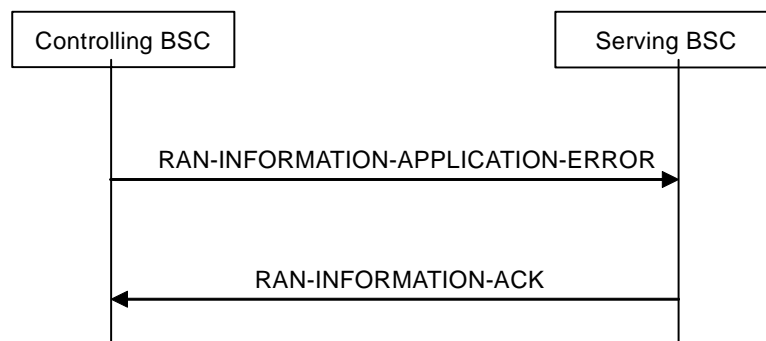 Controlling BSC
Serving BSC
RAN-INFORMATION-APPLICATION-ERROR
RAN-INFORMATION-ACK